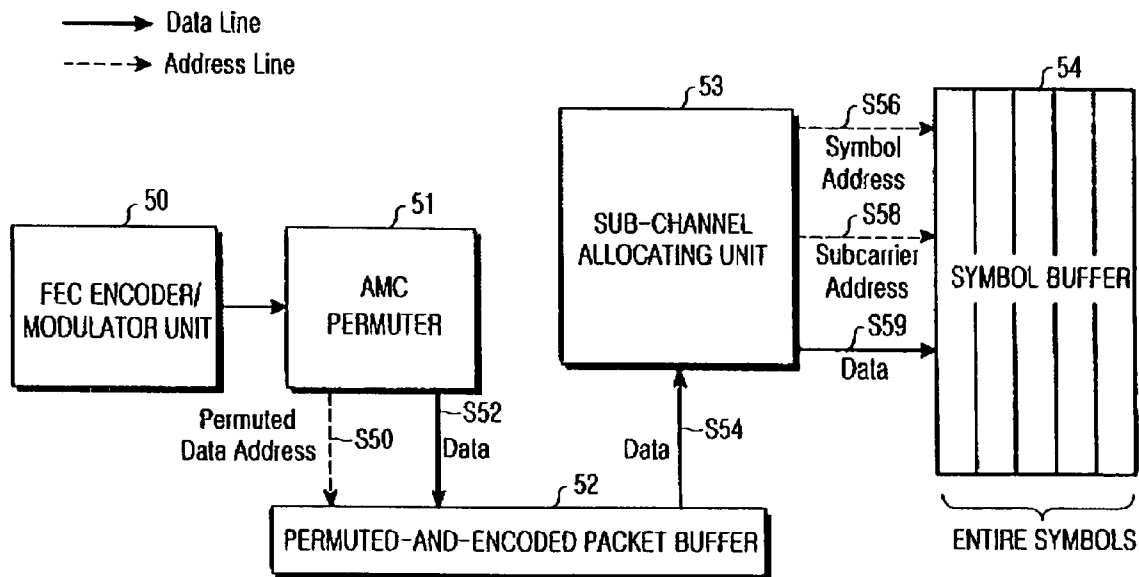 Data Line
Address Line
50
FEC ENCODER/
MODULATOR UNIT
51
AMC
PERMUTER
Permuted
Data Address
S50
S52
Data
52
PERMUTED-AND-ENCODED PACKET BUFFER
Data
S54
53
SUB-CHANNEL
ALLOCATING UNIT
S56
Symbol
Address
S58
Subcarrier
Address
S59
Data
54
SYMBOL BUFFER
ENTIRE SYMBOLS